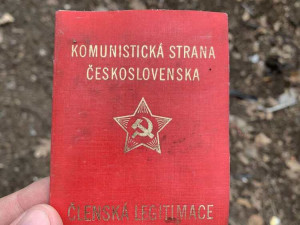 KOMUNISTICKÁ STRANA
ČESKOSLOVENSKA
ČLENSKÁ LEGITIMACE